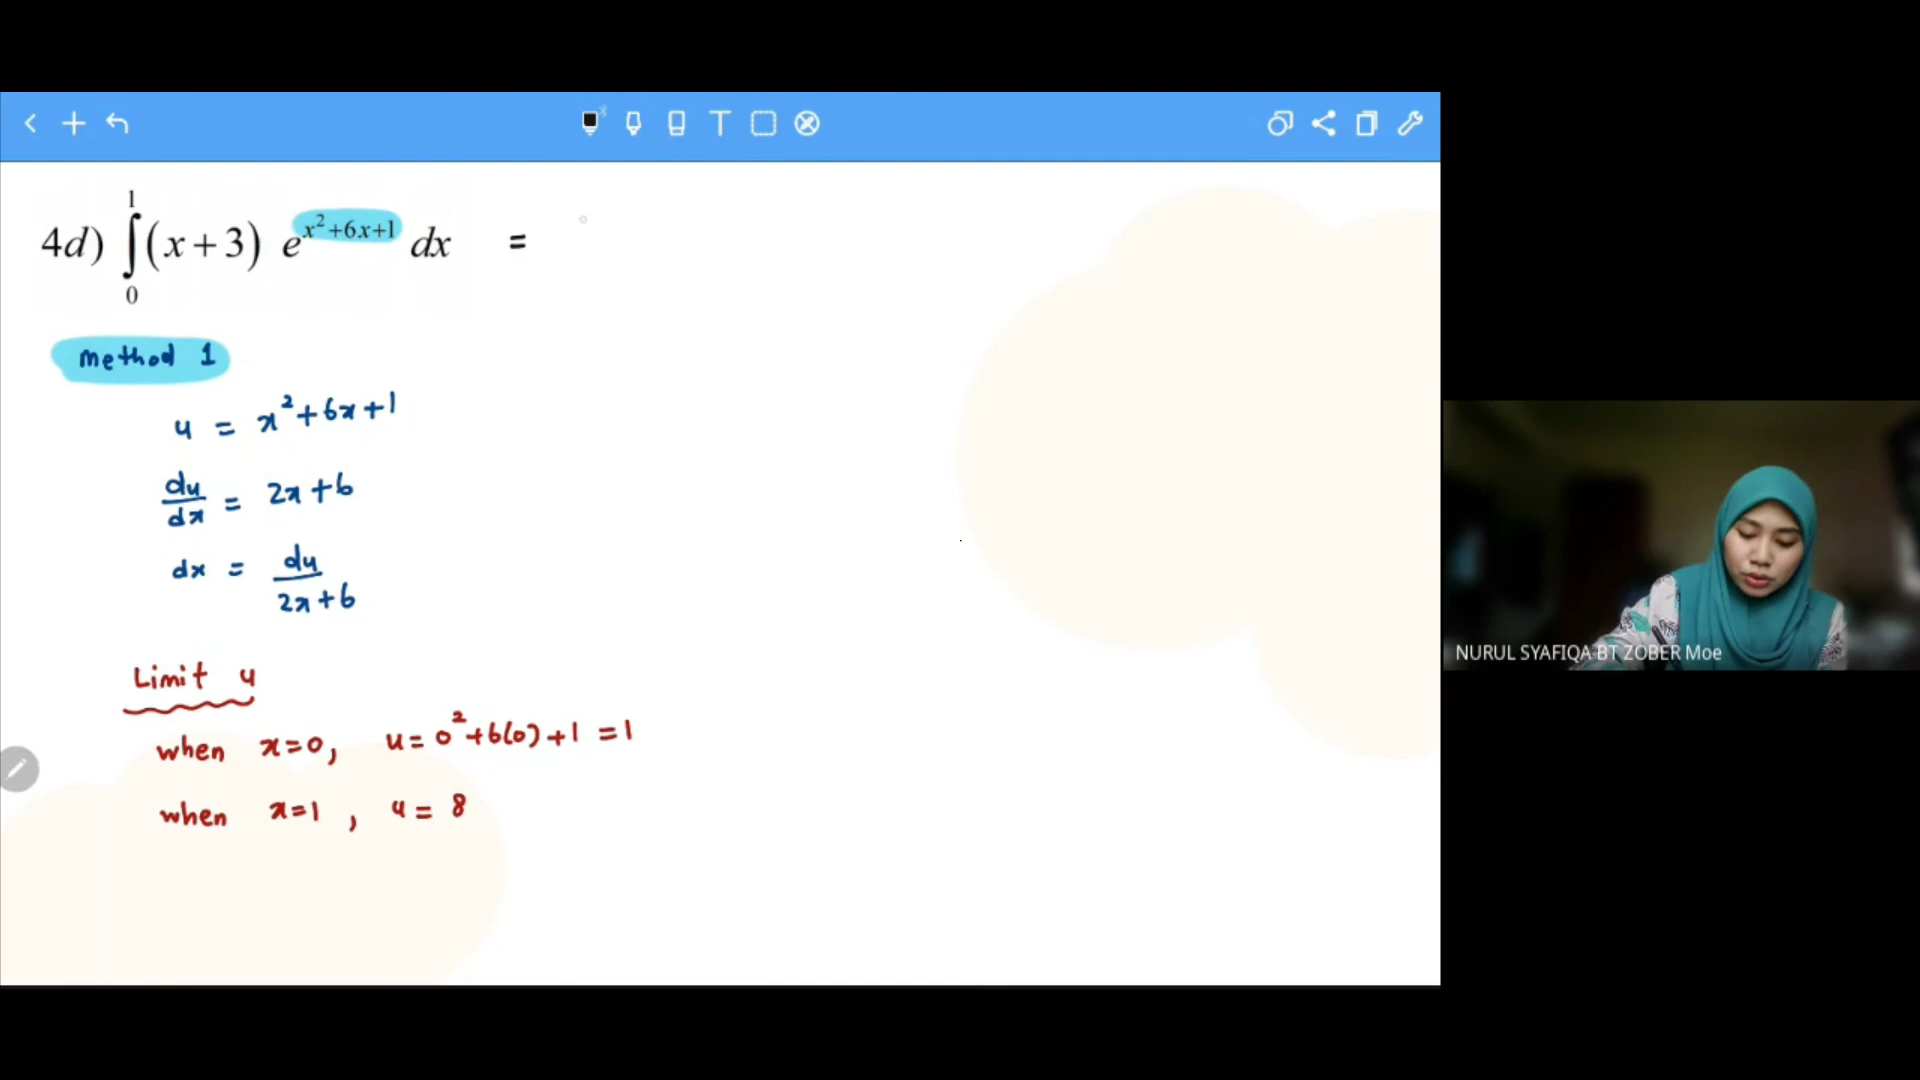 4d) ∫₀¹ (x+3) e^{x²+6x+1} dx =
method 1
u = x²+6x+1
du/dx = 2x+6
dx = du/2x+6
Limit u
when x=0, u=0²+6(0)+1 =1
when x=1, u= 8
T
NURUL SYAFIQA BT ZOBER Moe